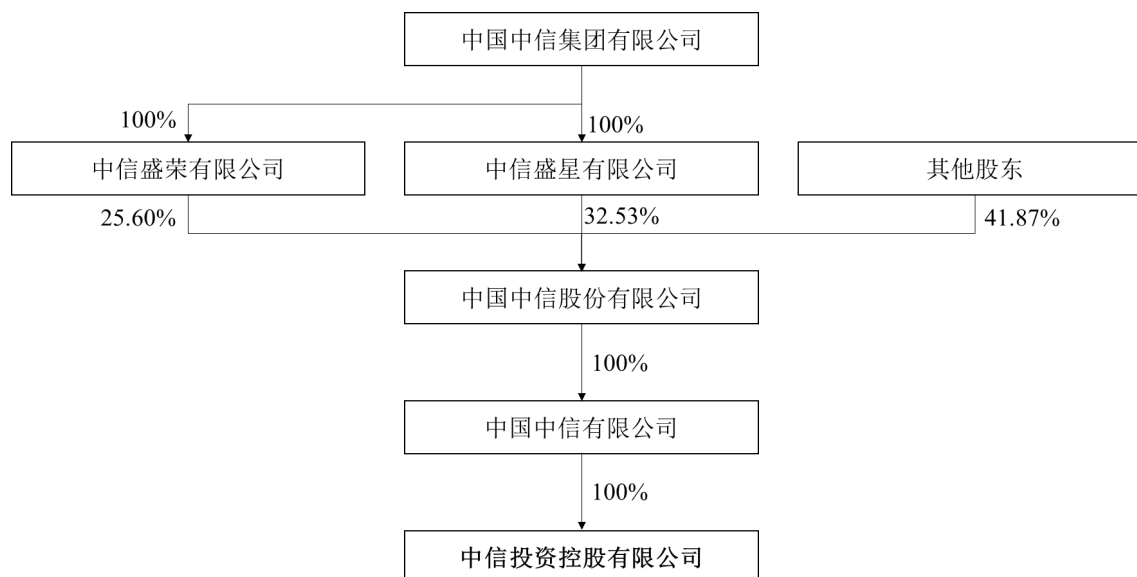 中国中信集团有限公司
100%
100%
中信盛荣有限公司
中信盛星有限公司
其他股东
25.60%
32.53%
41.87%
中国中信股份有限公司
100%
中国中信有限公司
100%
中信投资控股有限公司